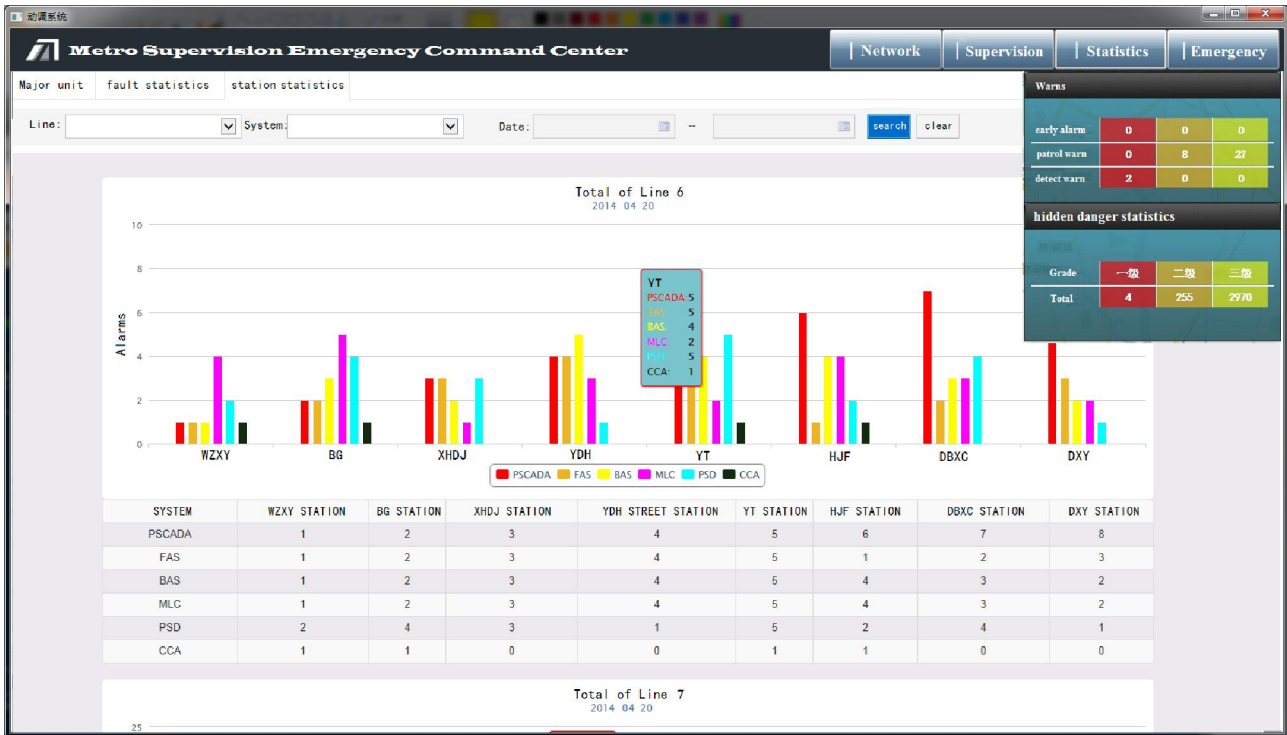 动调系统
Metro Supervision Emergency Command Center
Network
Supervision
Statistics
Emergency
Major unit fault statistics station statistics
Line: System: Date: -- search clear
Warns
early alarm 0 0 0
patrol warn 0 8 27
detect warn 2 0 0
hidden danger statistics
Grade 一级 二级 三级
Total 4 255 2970
Total of Line 6
2014 04 20
10
8
6
4
2
0
Alarms
YT
PSCADA: 5
FAS: 5
BAS: 4
MLC: 2
PSD: 5
CCA: 1
WZXY BG XHDJ YDH YT HJF DBXC DXY
PSCADA FAS BAS MLC PSD CCA
SYSTEM WZXY STATION BG STATION XHDJ STATION YDH STREET STATION YT STATION HJF STATION DBXC STATION DXY STATION
PSCADA 1 2 3 4 5 6 7 8
FAS 1 2 3 4 5 1 2 3
BAS 1 2 3 4 5 4 3 2
MLC 1 2 3 4 5 4 3 2
PSD 2 4 3 1 5 2 4 1
CCA 1 1 0 0 1 1 0 0
Total of Line 7
2014 04 20
25